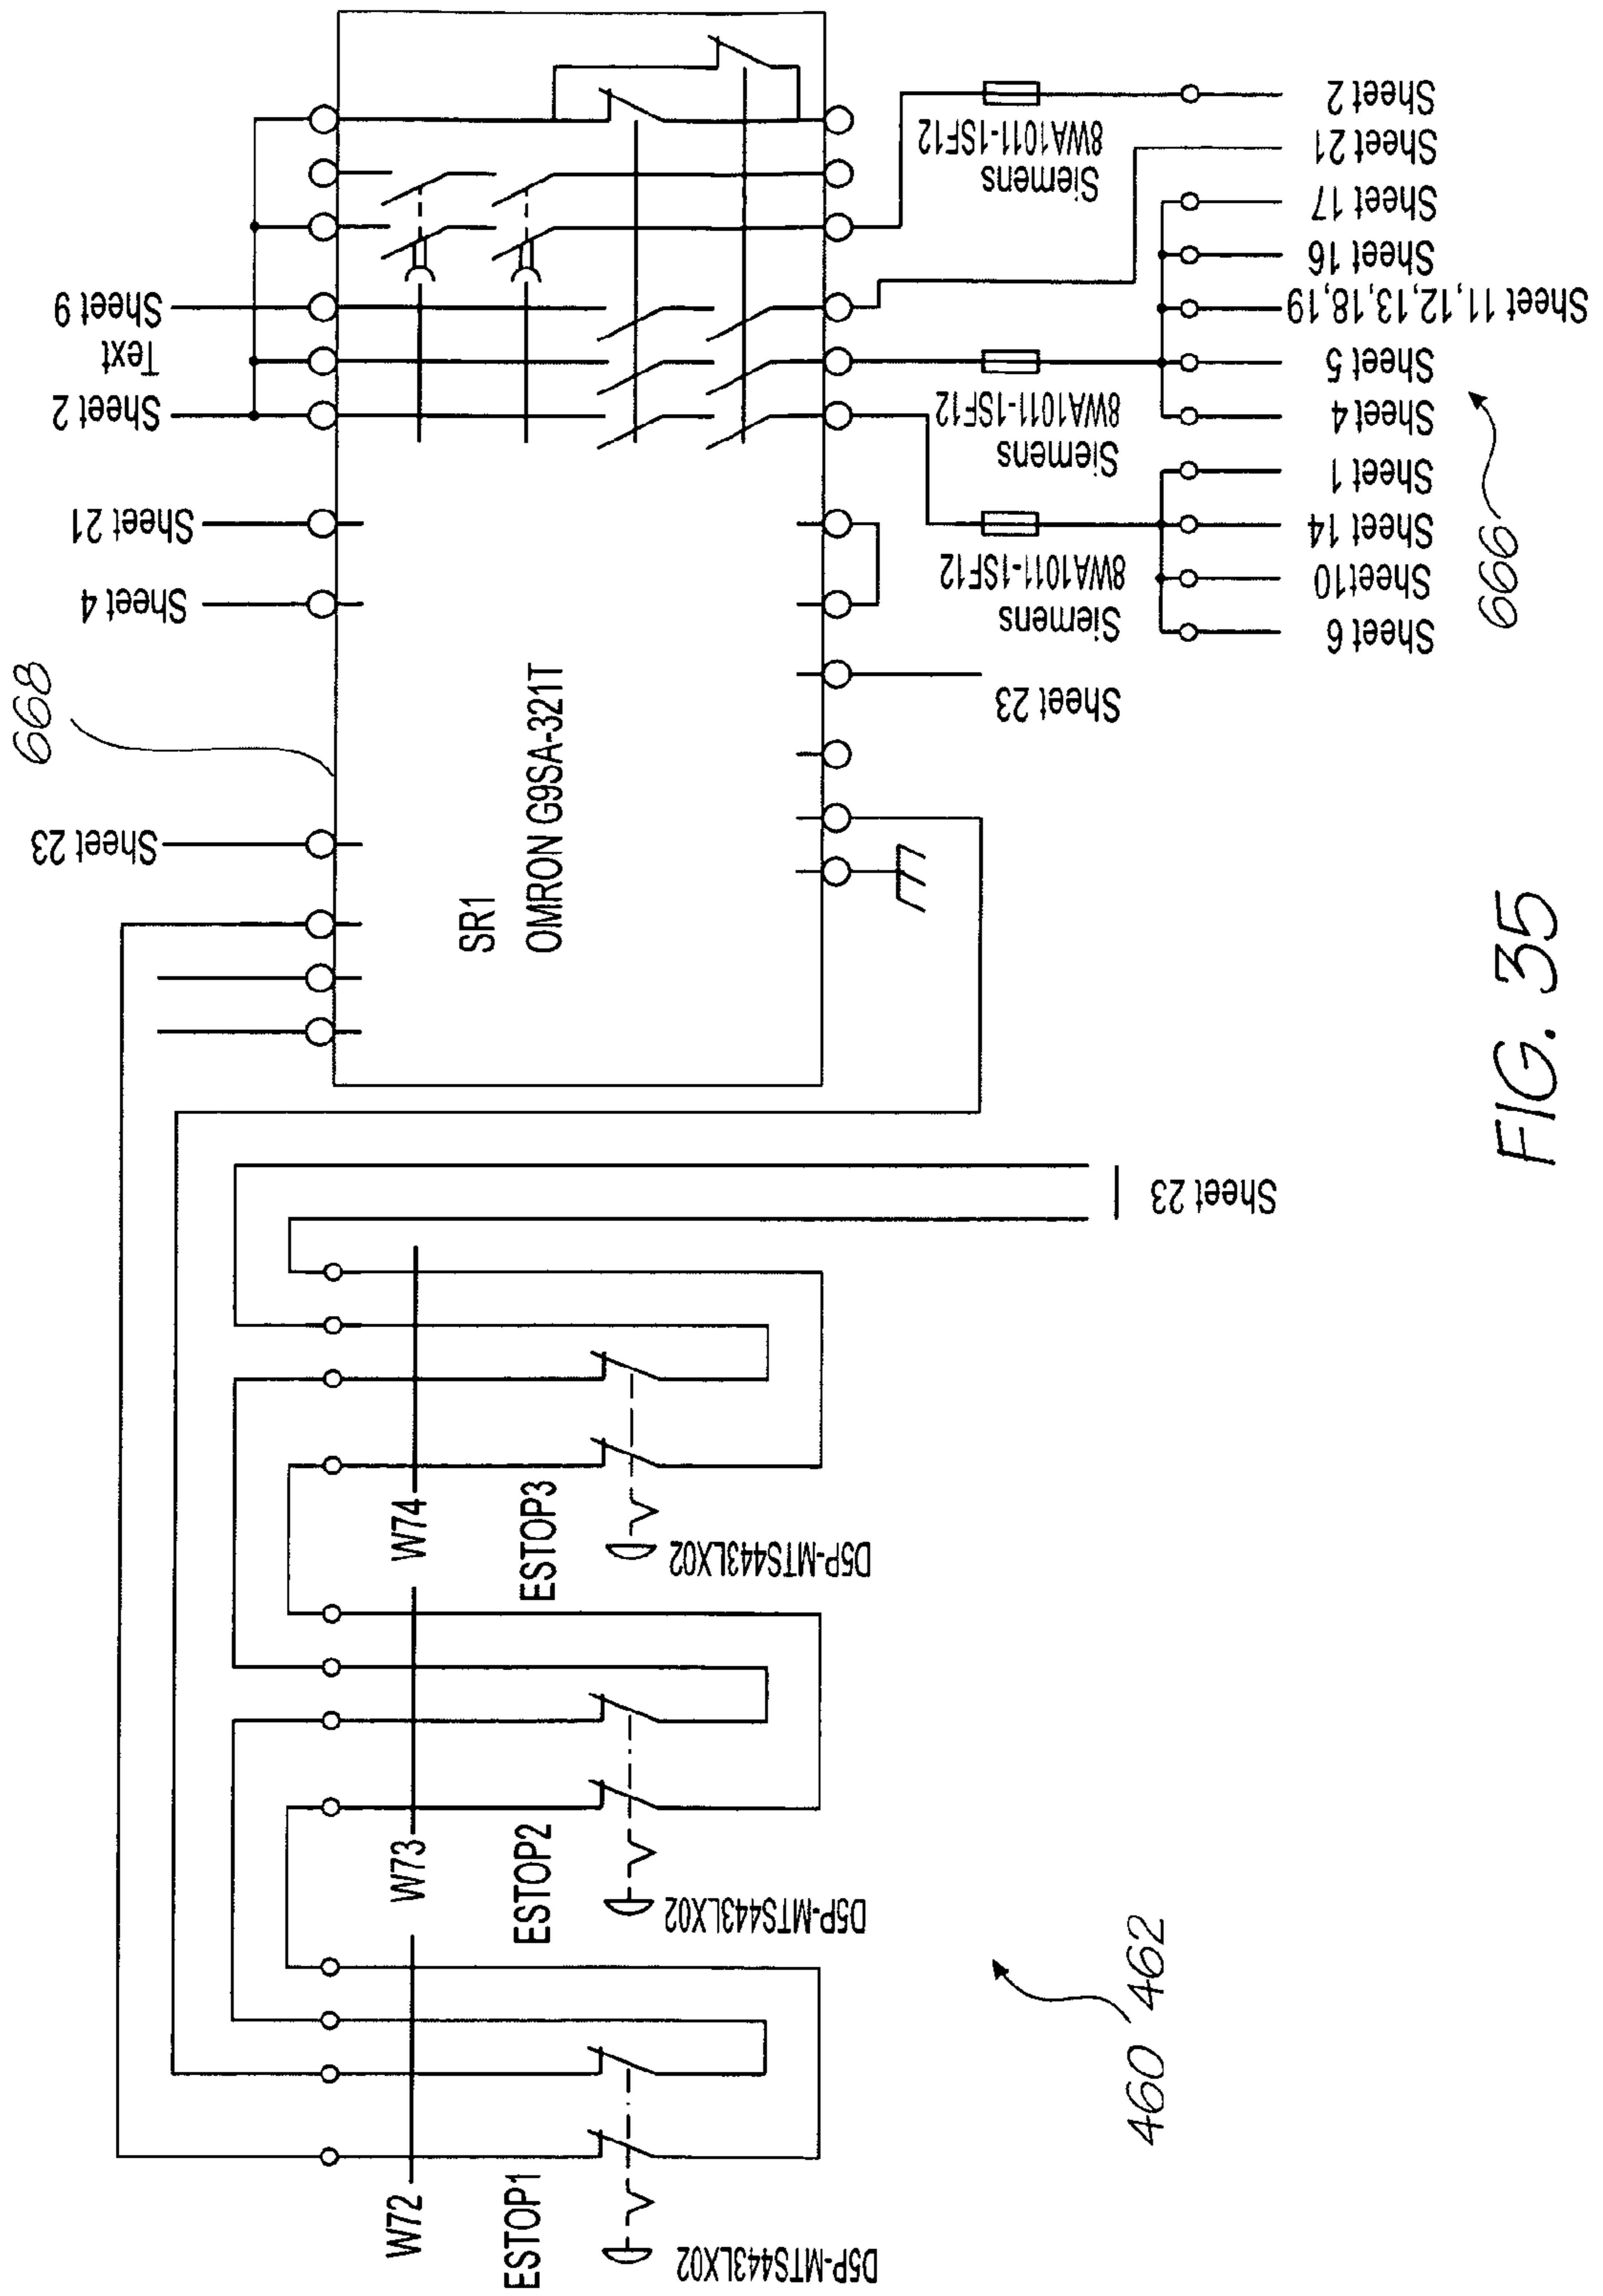 668
Sheet 23
Sheet 4
Sheet 21
Sheet 2
Text
Sheet 9
SR1
OMRON G9SA-321T
Sheet 23
Siemens
8WA1011-1SF12
Siemens
8WA1011-1SF12
Siemens
8WA1011-1SF12
Sheet 6
Sheet10
Sheet 14
Sheet 1
Sheet 4
Sheet 5
Sheet 11,12,13,18,19
Sheet 16
Sheet 17
Sheet 21
Sheet 2
666
W72
ESTOP1
D5P-MTS443LX02
W73
ESTOP2
D5P-MTS443LX02
W74
ESTOP3
D5P-MTS443LX02
Sheet 23
460 462
FIG. 35